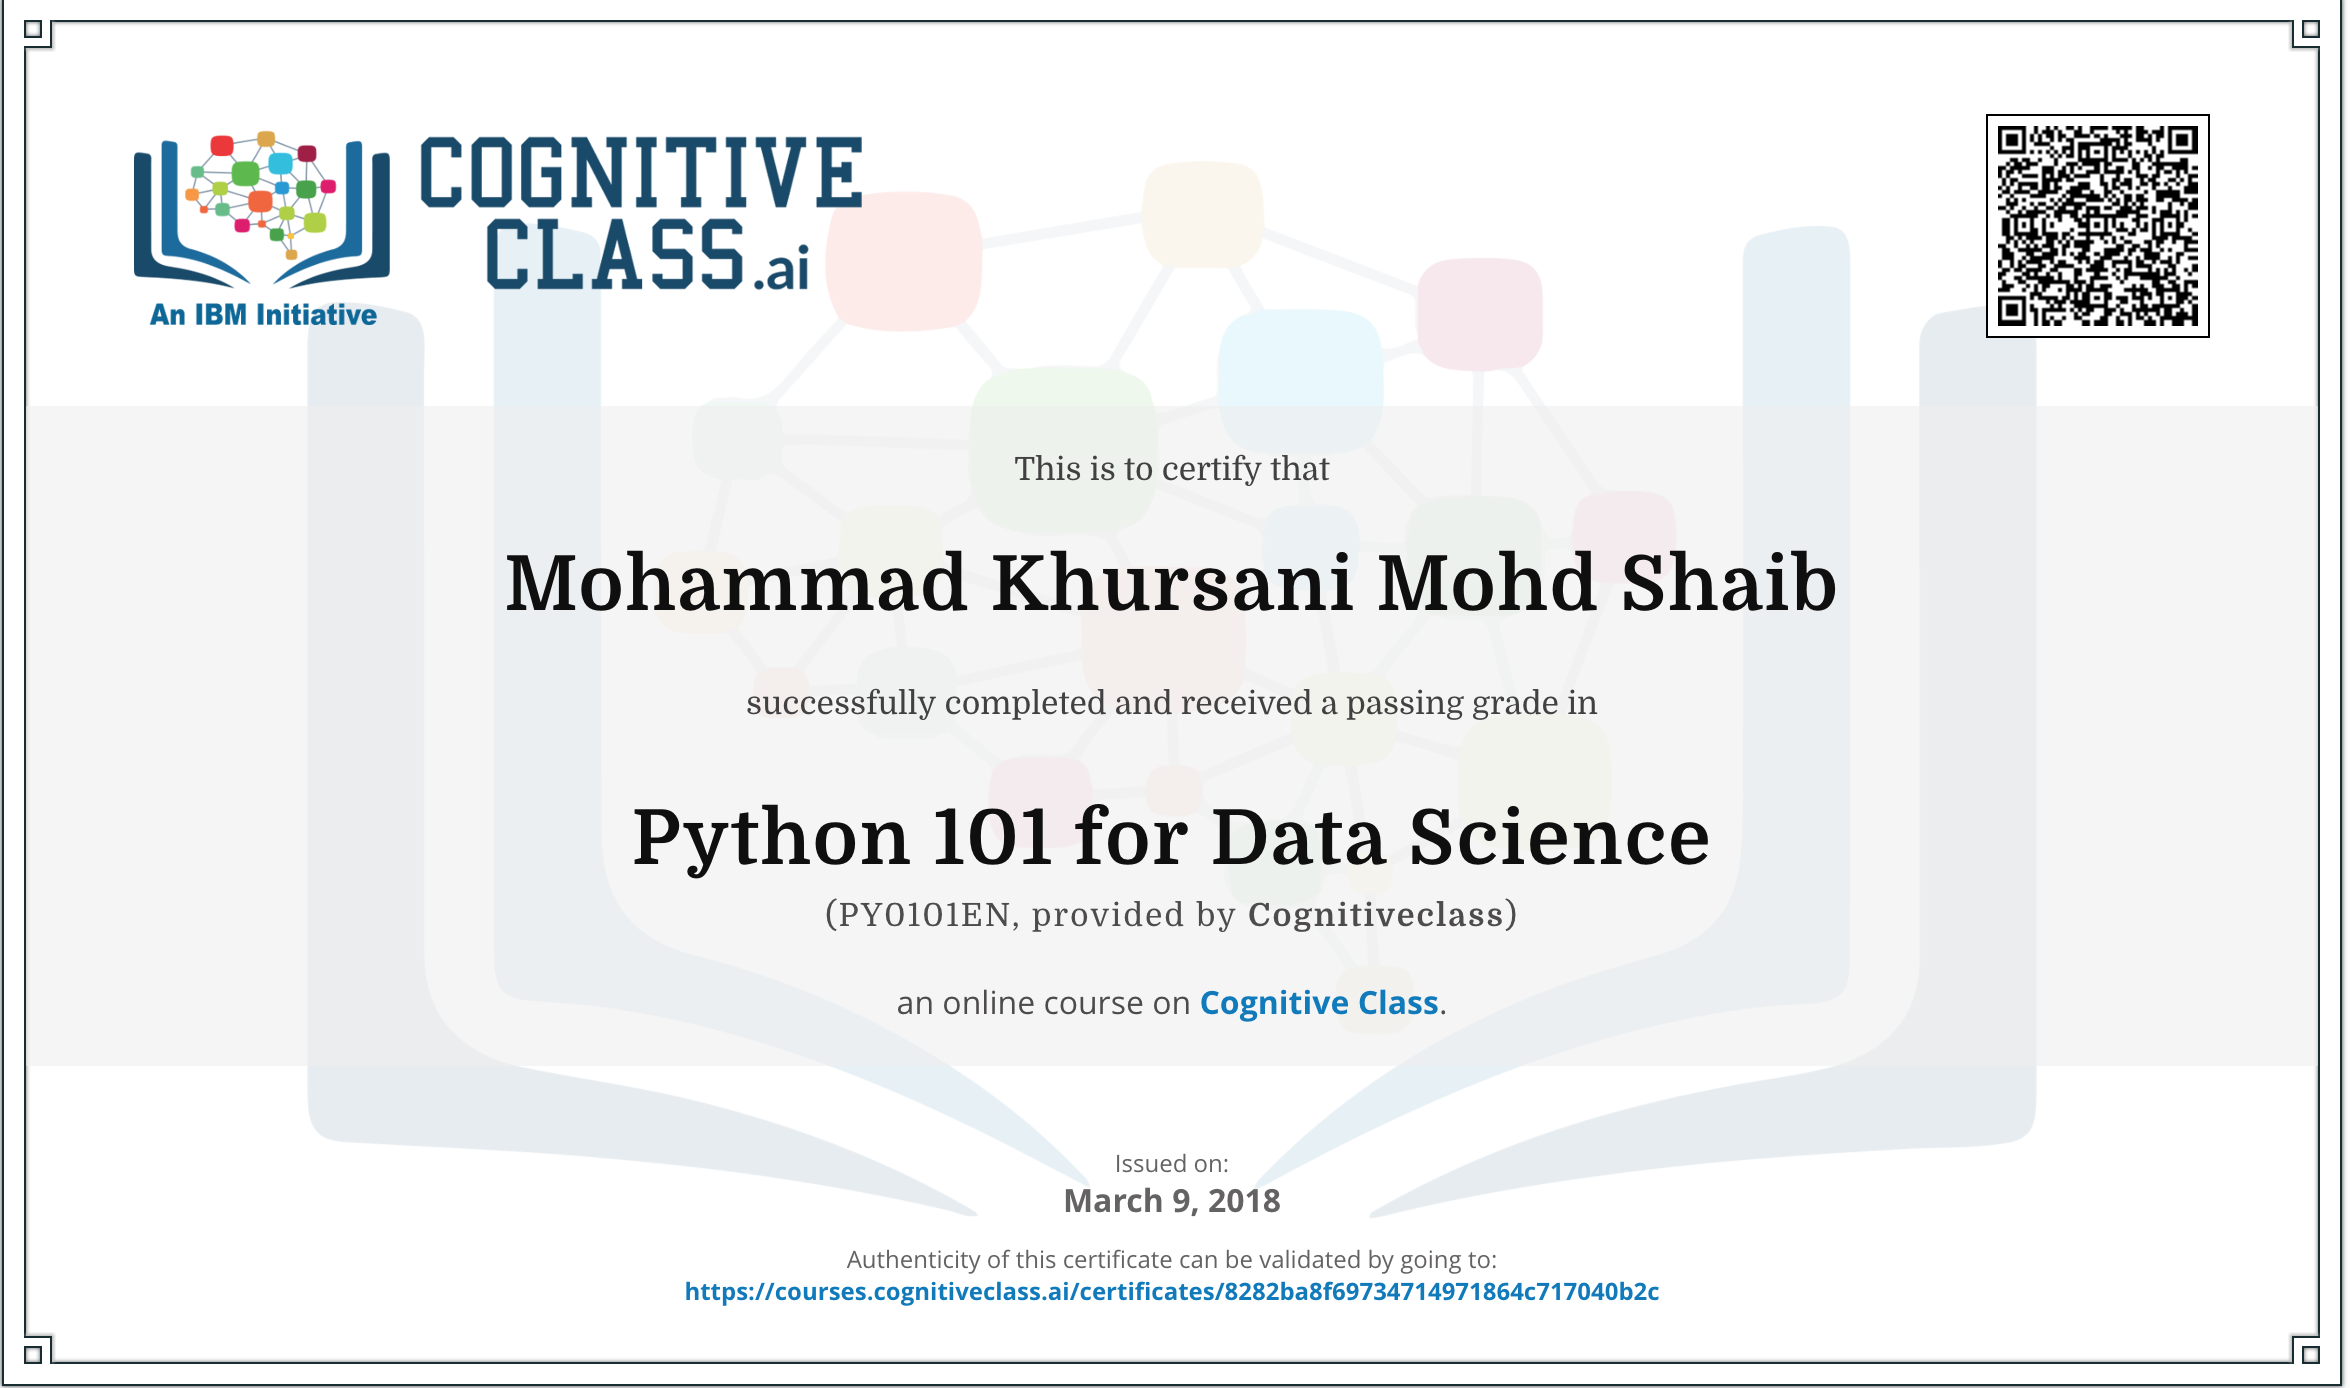 COGNITIVE
CLASS.ai
An IBM Initiative
This is to certify that
Mohammad Khursani Mohd Shaib
successfully completed and received a passing grade in
Python 101 for Data Science
(PY0101EN, provided by Cognitiveclass)
an online course on Cognitive Class.
Issued on:
March 9, 2018
Authenticity of this certificate can be validated by going to:
https://courses.cognitiveclass.ai/certificates/8282ba8f69734714971864c717040b2c